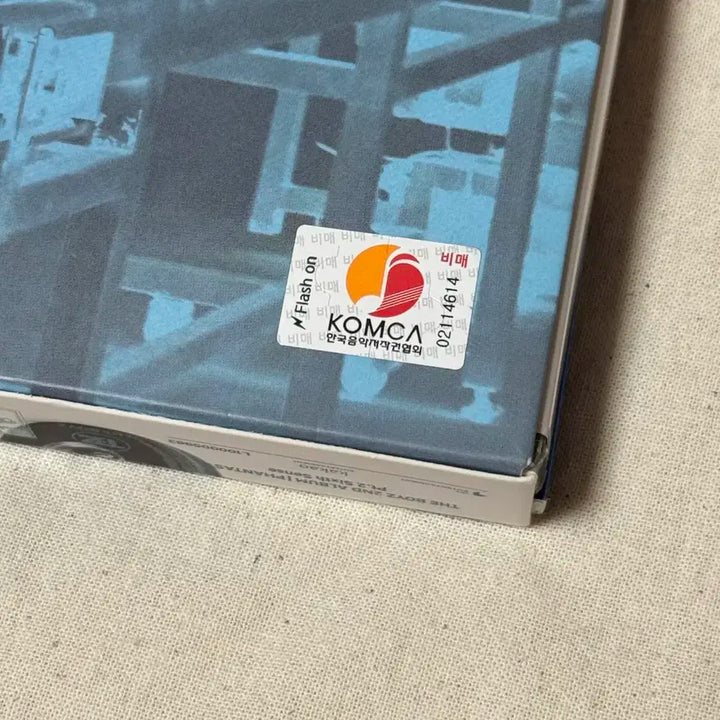 비매
Flash on
KOMCA
한국음악저작권협회
02114614
THE BOYZ 2ND ALBUM [PHANTAS
Pt.2 Sixth Sense
kakao